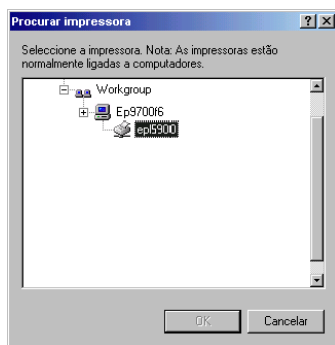 Procurar impressora
Seleccione a impressora. Nota: As impressoras estão
normalmente ligadas a computadores.
Workgroup
Ep9700f6
epl5900
OK
Cancelar